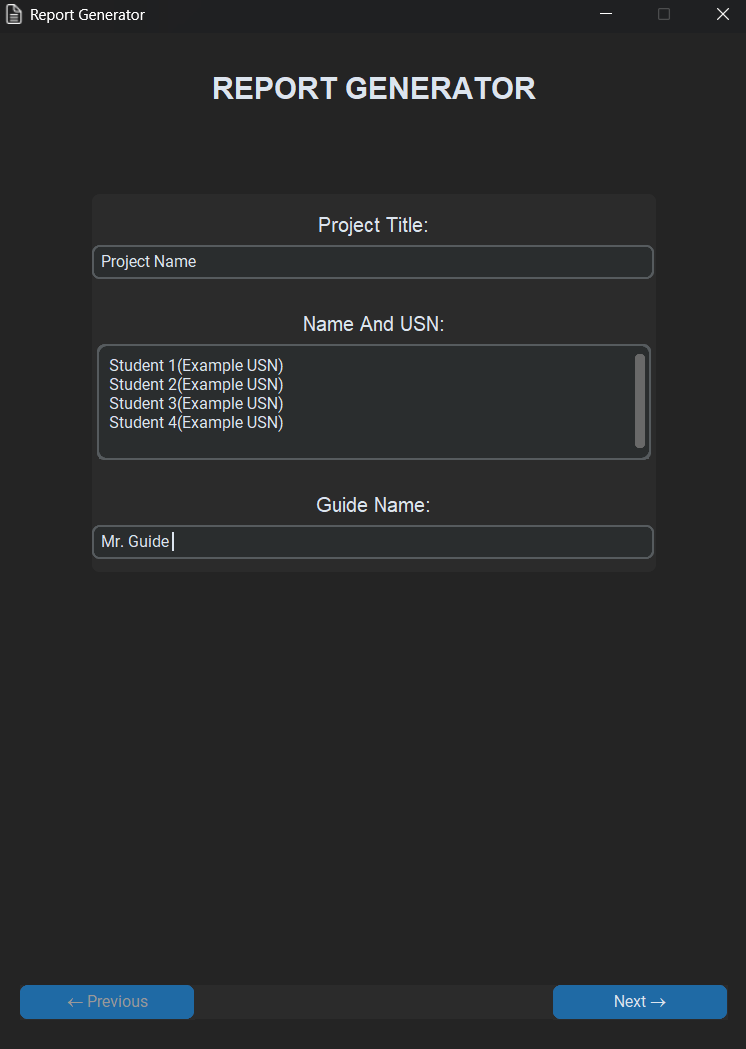 Report Generator
REPORT GENERATOR
Project Title:
Project Name
Name And USN:
Student 1(Example USN)
Student 2(Example USN)
Student 3(Example USN)
Student 4(Example USN)
Guide Name:
Mr. Guide
← Previous
Next →